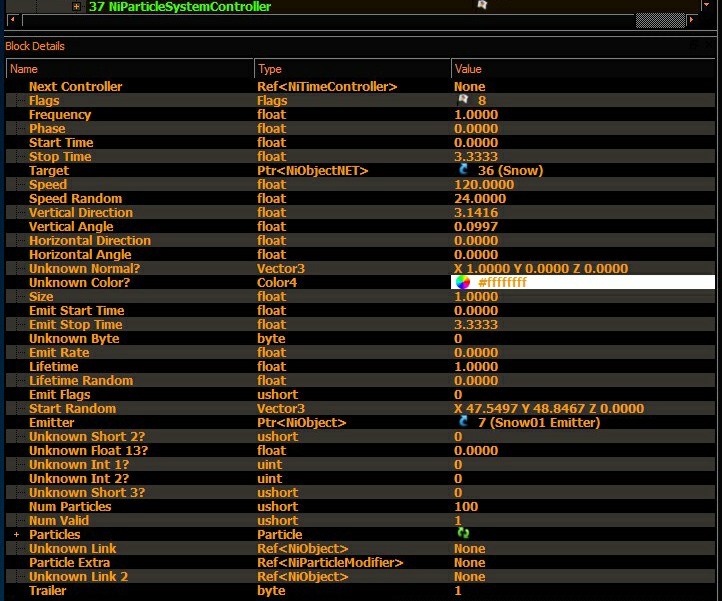 37 NiParticleSystemController
Block Details
Name Type Value
Next Controller Ref<NiTimeController> None
Flags Flags 8
Frequency float 1.0000
Phase float 0.0000
Start Time float 0.0000
Stop Time float 3.3333
Target Ptr<NiObjectNET> 36 (Snow)
Speed float 120.0000
Speed Random float 24.0000
Vertical Direction float 3.1416
Vertical Angle float 0.0997
Horizontal Direction float 0.0000
Horizontal Angle float 0.0000
Unknown Normal? Vector3 X 1.0000 Y 0.0000 Z 0.0000
Unknown Color? Color4 #ffffffff
Size float 1.0000
Emit Start Time float 0.0000
Emit Stop Time float 3.3333
Unknown Byte byte 0
Emit Rate float 0.0000
Lifetime float 1.0000
Lifetime Random float 0.0000
Emit Flags ushort 0
Start Random Vector3 X 47.5497 Y 48.8467 Z 0.0000
Emitter Ptr<NiObject> 7 (Snow01 Emitter)
Unknown Short 2? ushort 0
Unknown Float 13? float 0.0000
Unknown Int 1? uint 0
Unknown Int 2? uint 0
Unknown Short 3? ushort 0
Num Particles ushort 100
Num Valid ushort 1
Particles Particle
Unknown Link Ref<NiObject> None
Particle Extra Ref<NiParticleModifier> None
Unknown Link 2 Ref<NiObject> None
Trailer byte 1